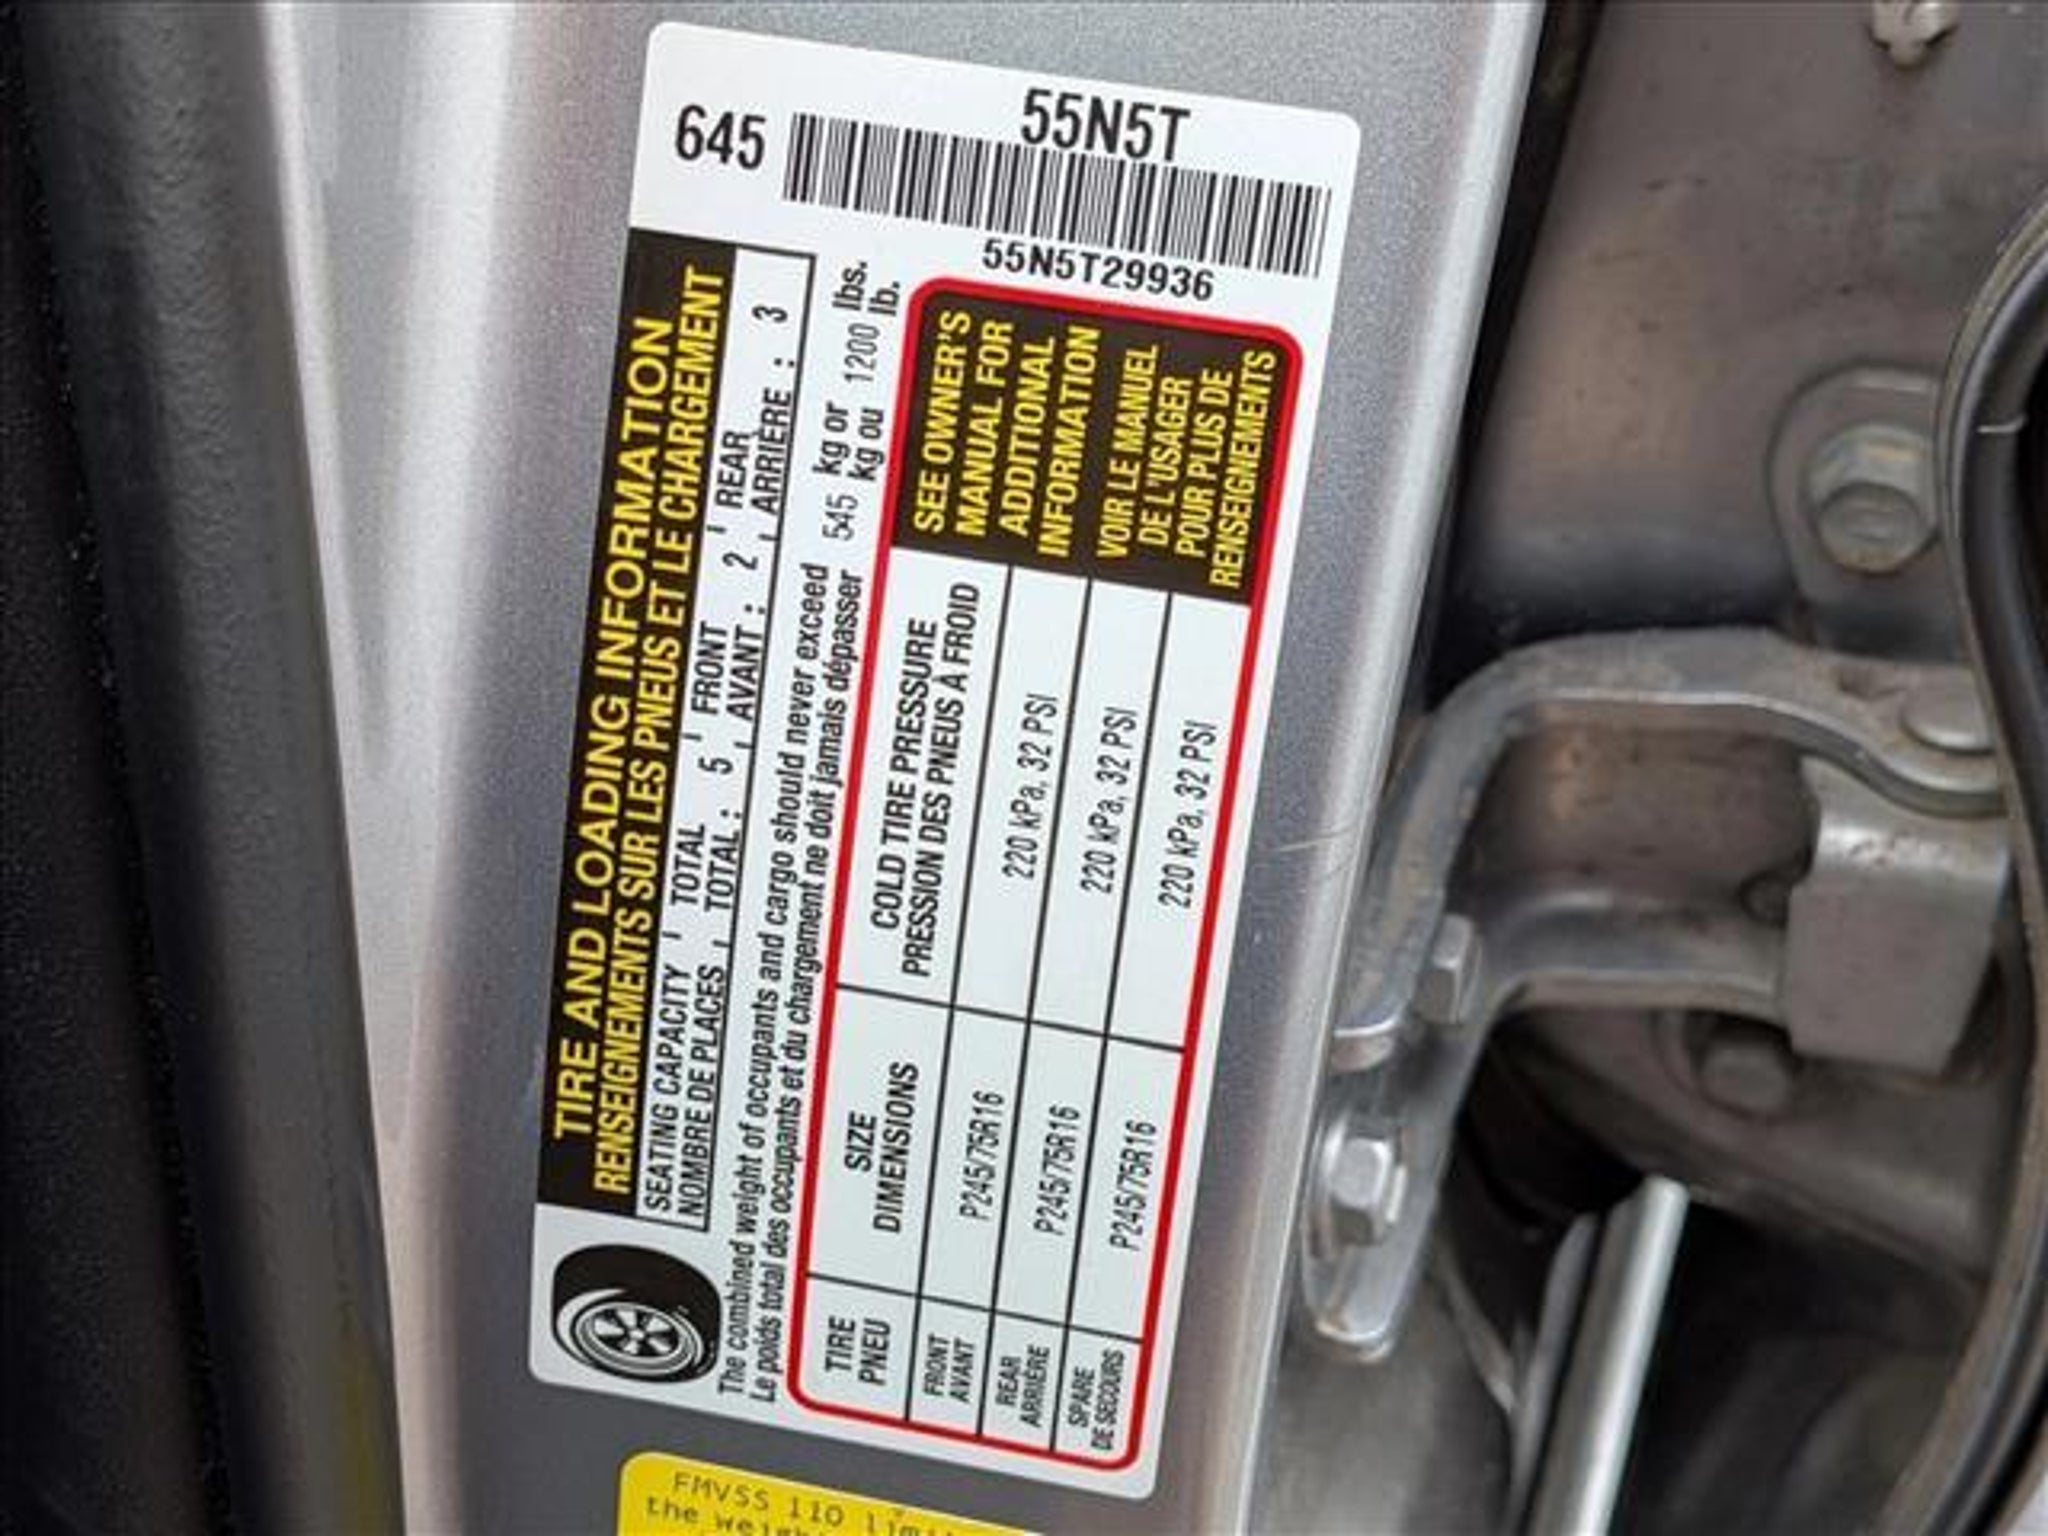 645
55N5T
55N5T29936
TIRE AND LOADING INFORMATION
RENSEIGNEMENTS SUR LES PNEUS ET LE CHARGEMENT
SEATING CAPACITY TOTAL 5 FRONT 2 REAR 3
NOMBRE DE PLACES TOTAL : AVANT : ARRIÈRE :
The combined weight of occupants and cargo should never exceed 545 kg or 1200 lbs.
Le poids total des occupants et du chargement ne doit jamais dépasser kg ou lb.
TIRE SIZE COLD TIRE PRESSURE
PNEU DIMENSIONS PRESSION DES PNEUS À FROID
FRONT
AVANT
P245/75R16 220 kPa, 32 PSI
REAR
ARRIÈRE
P245/75R16 220 kPa, 32 PSI
SPARE
DE SECOURS
P245/75R16 220 kPa, 32 PSI
SEE OWNER'S
MANUAL FOR
ADDITIONAL
INFORMATION
VOIR LE MANUEL
DE L'USAGER
POUR PLUS DE
RENSEIGNEMENTS
FMVSS 110
the